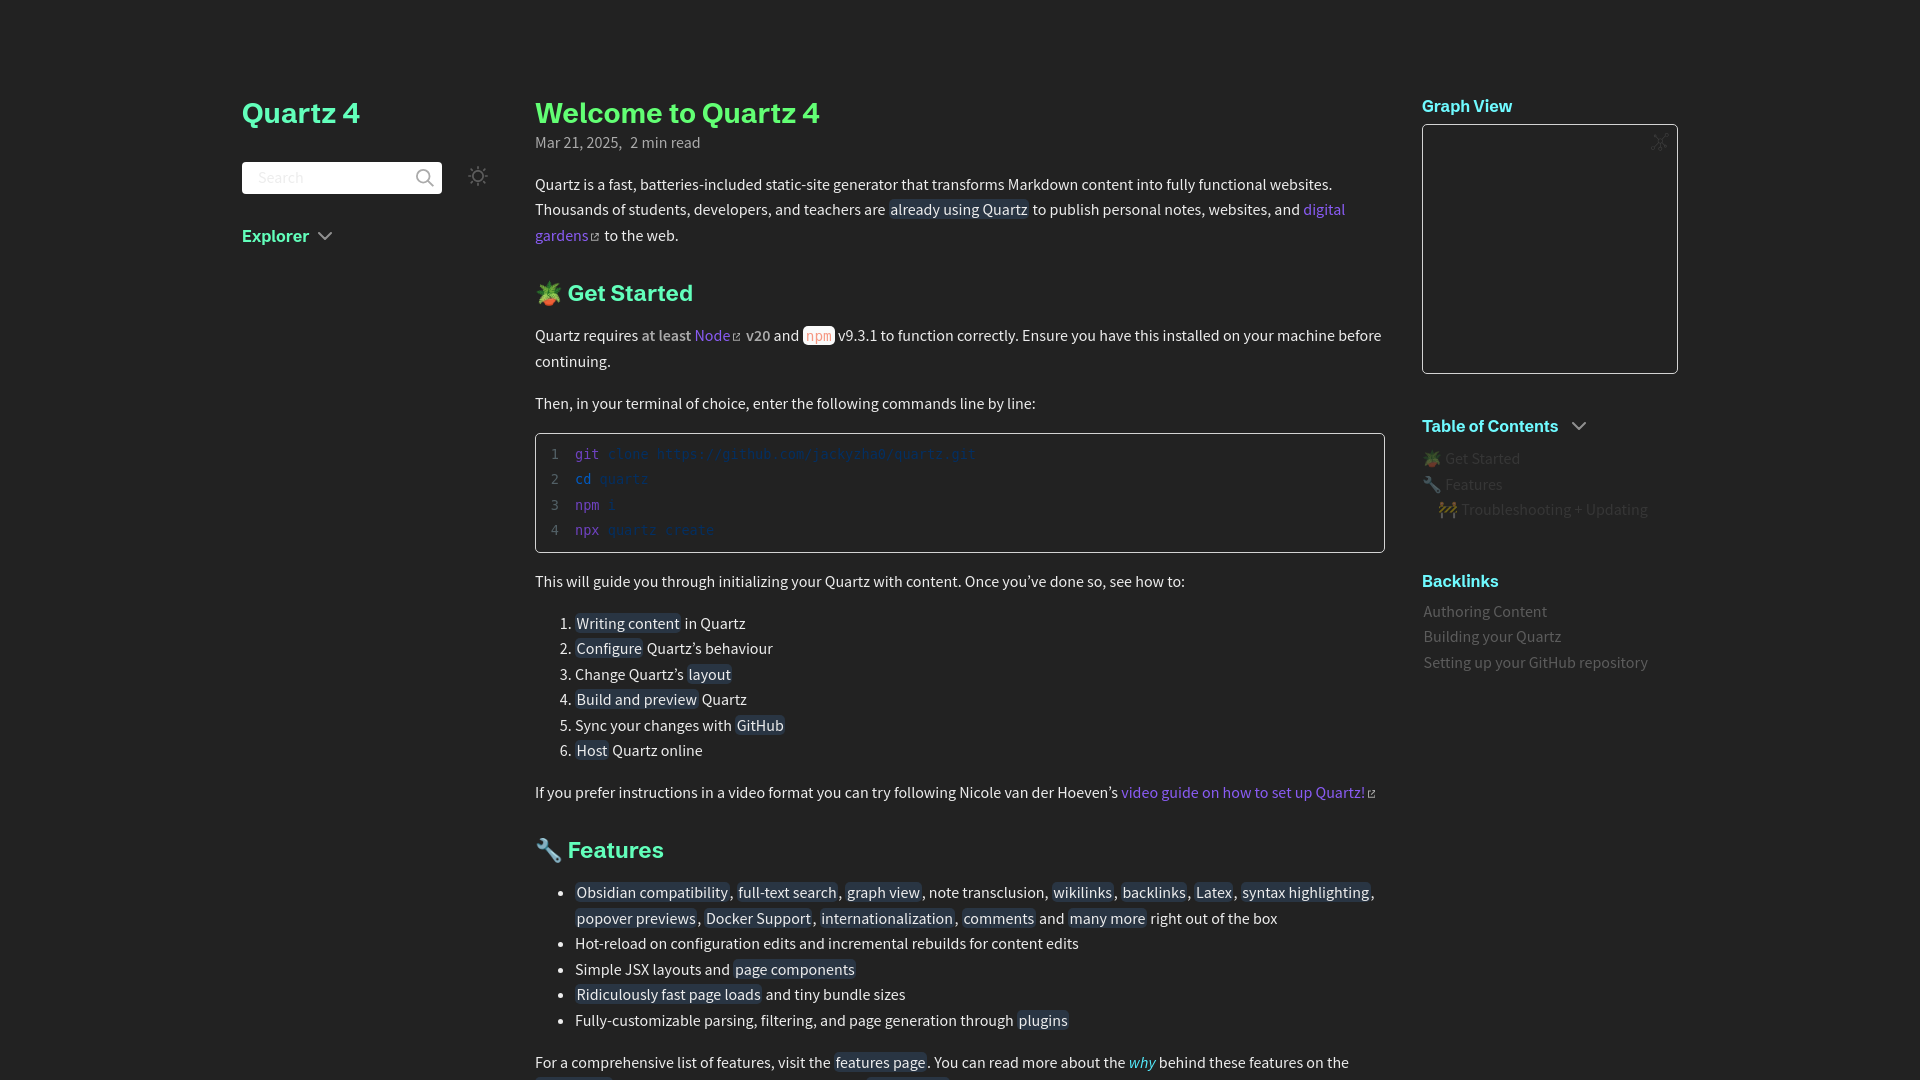 Quartz 4
Search
Explorer
Welcome to Quartz 4
Mar 21, 2025, 2 min read
Quartz is a fast, batteries-included static-site generator that transforms Markdown content into fully functional websites.
Thousands of students, developers, and teachers are already using Quartz to publish personal notes, websites, and digital
gardens to the web.
🪴 Get Started
Quartz requires at least Node v20 and npm v9.3.1 to function correctly. Ensure you have this installed on your machine before
continuing.
Then, in your terminal of choice, enter the following commands line by line:
1 git clone https://github.com/jackyzha0/quartz.git
2 cd quartz
3 npm i
4 npx quartz create
This will guide you through initializing your Quartz with content. Once you’ve done so, see how to:
1. Writing content in Quartz
2. Configure Quartz’s behaviour
3. Change Quartz’s layout
4. Build and preview Quartz
5. Sync your changes with GitHub
6. Host Quartz online
If you prefer instructions in a video format you can try following Nicole van der Hoeven’s video guide on how to set up Quartz!
🔧 Features
• Obsidian compatibility, full-text search, graph view, note transclusion, wikilinks, backlinks, Latex, syntax highlighting,
popover previews, Docker Support, internationalization, comments and many more right out of the box
• Hot-reload on configuration edits and incremental rebuilds for content edits
• Simple JSX layouts and page components
• Ridiculously fast page loads and tiny bundle sizes
• Fully-customizable parsing, filtering, and page generation through plugins
For a comprehensive list of features, visit the features page. You can read more about the why behind these features on the
Graph View
Table of Contents
🪴 Get Started
🔧 Features
🚧 Troubleshooting + Updating
Backlinks
Authoring Content
Building your Quartz
Setting up your GitHub repository